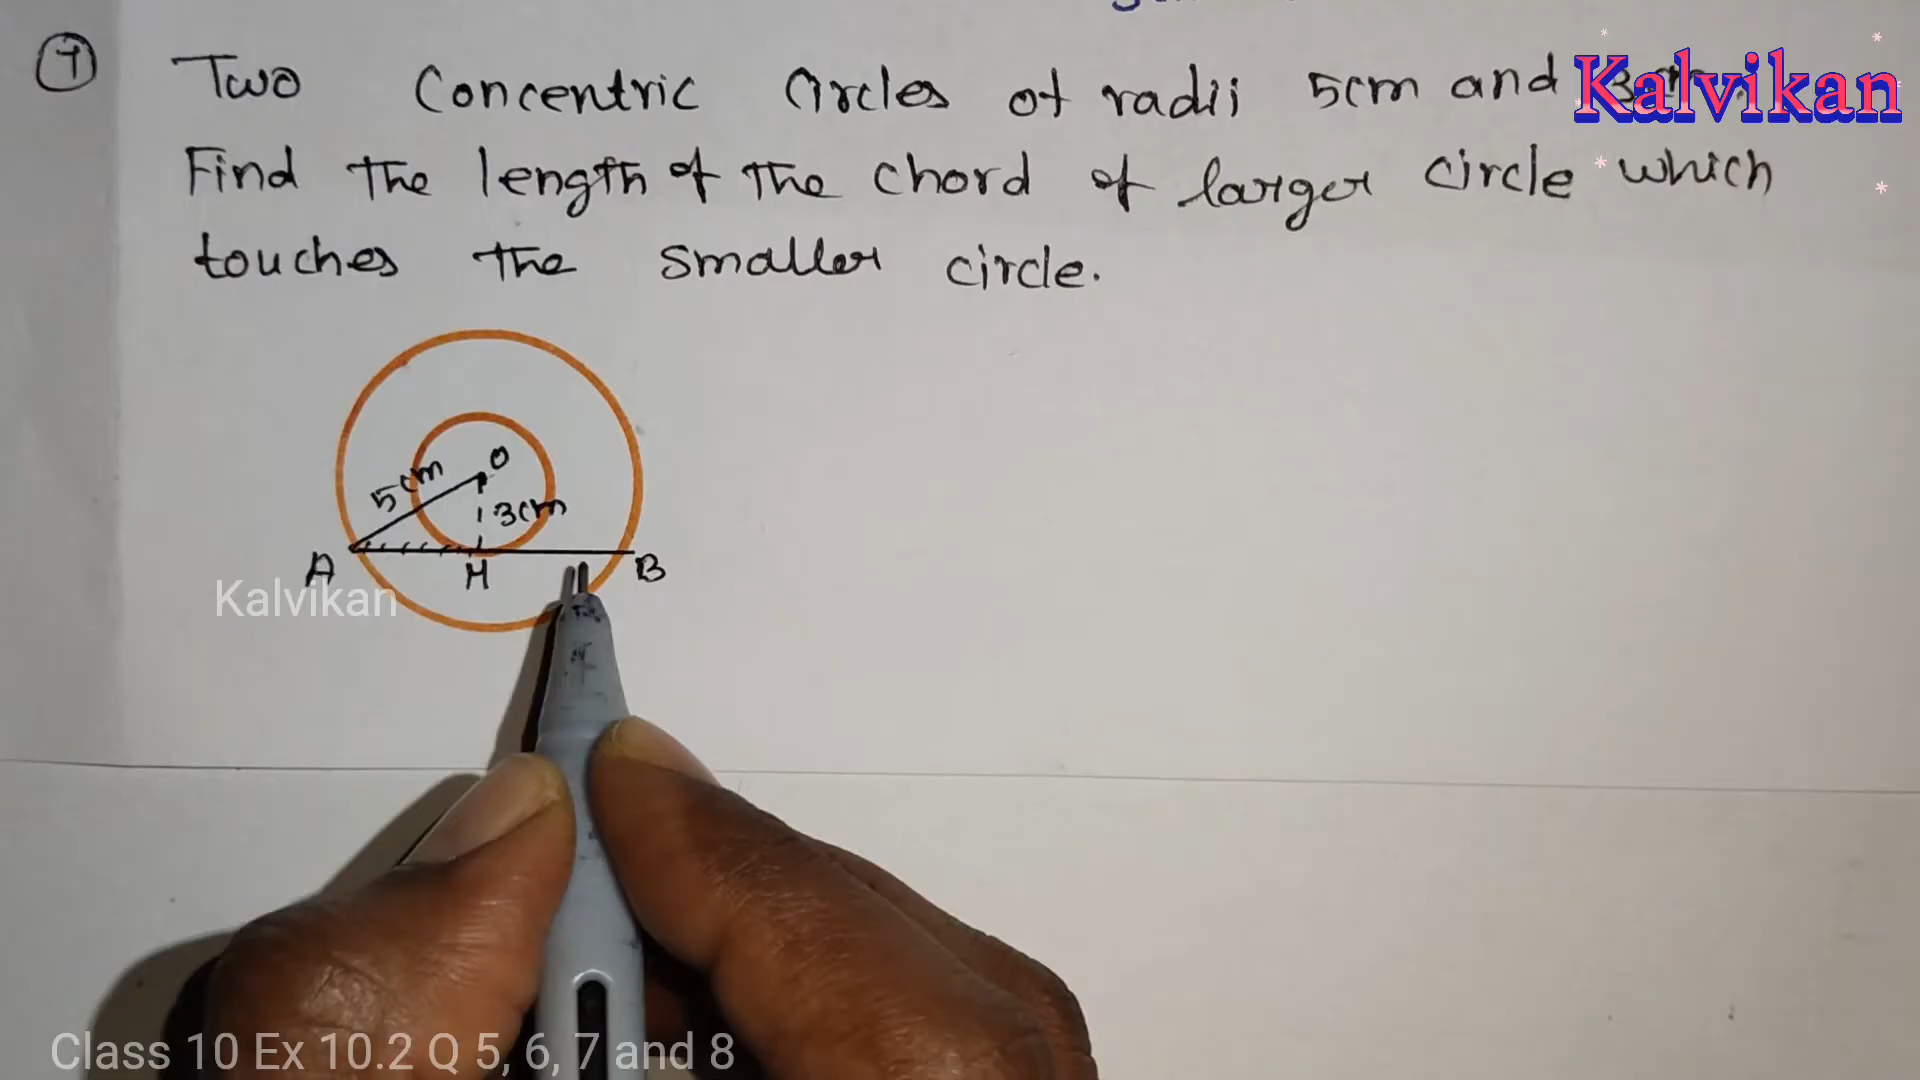 7 Two Concentric Circles of radii 5cm and
Kalvikan
Find the length of the chord of larger circle which
touches the smaller circle.
O
5cm
3cm
A M B
Kalvikan
Class 10 Ex 10.2 Q 5, 6, 7 and 8